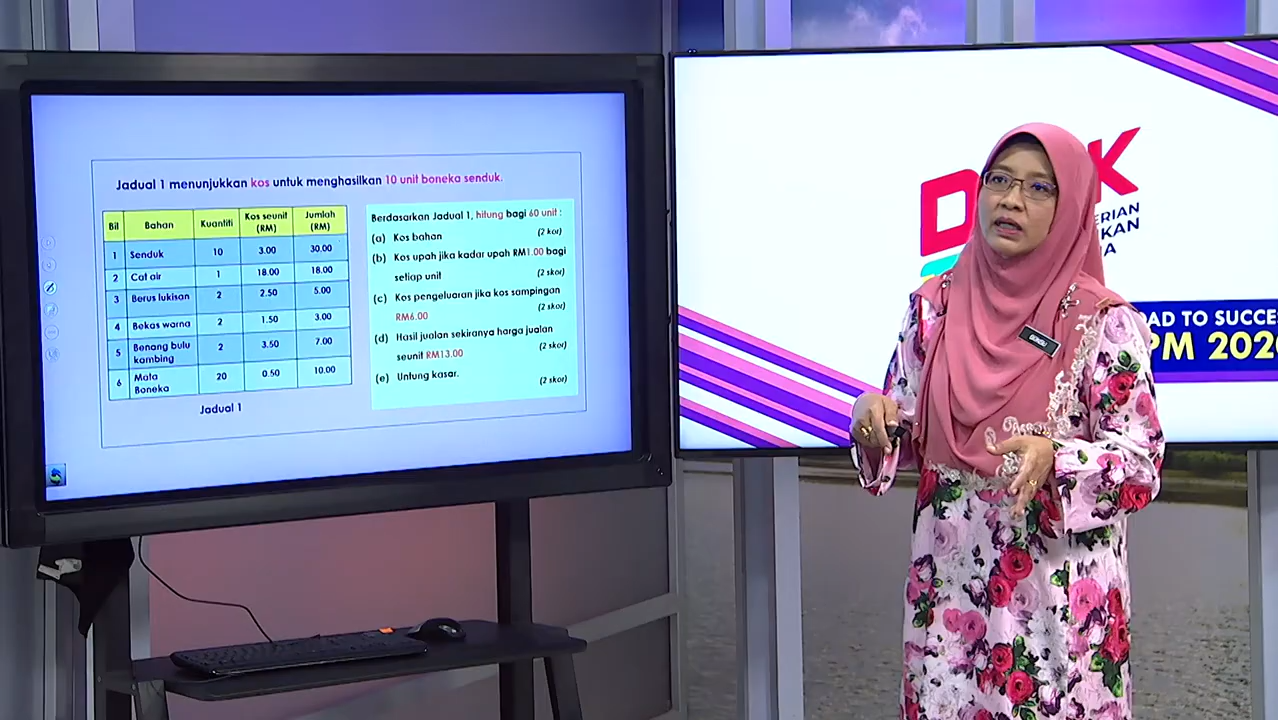 Jadual 1 menunjukkan kos untuk menghasilkan 10 unit boneka senduk.
Bil Bahan Kuantiti Kos seunit (RM) Jumlah (RM)
1 Senduk 10 3.00 30.00
2 Cat air 1 18.00 18.00
3 Berus lukisan 2 2.50 5.00
4 Bekas warna 2 1.50 3.00
5 Benang bulu kambing 2 3.50 7.00
6 Mata Boneka 20 0.50 10.00
Jadual 1
Berdasarkan Jadual 1, hitung bagi 60 unit :
(a) Kos bahan (2 kor)
(b) Kos upah jika kadar upah RM1.00 bagi
setiap unit (2 skor)
(c) Kos pengeluaran jika kos sampingan
RM6.00 (2 skor)
(d) Hasil jualan sekiranya harga jualan
seunit RM13.00 (2 skor)
(e) Untung kasar. (2 skor)
D K
ERIAN
IKAN
A
OAD TO SUCCE
PM 202